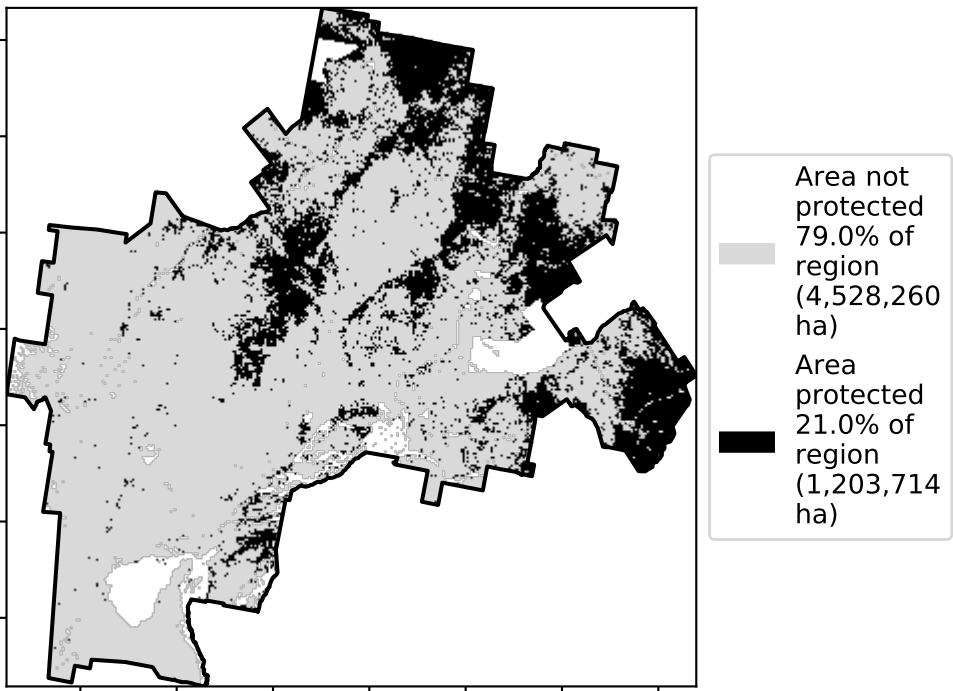 Area not
protected
79.0% of
region
(4,528,260
ha)
Area
protected
21.0% of
region
(1,203,714
ha)